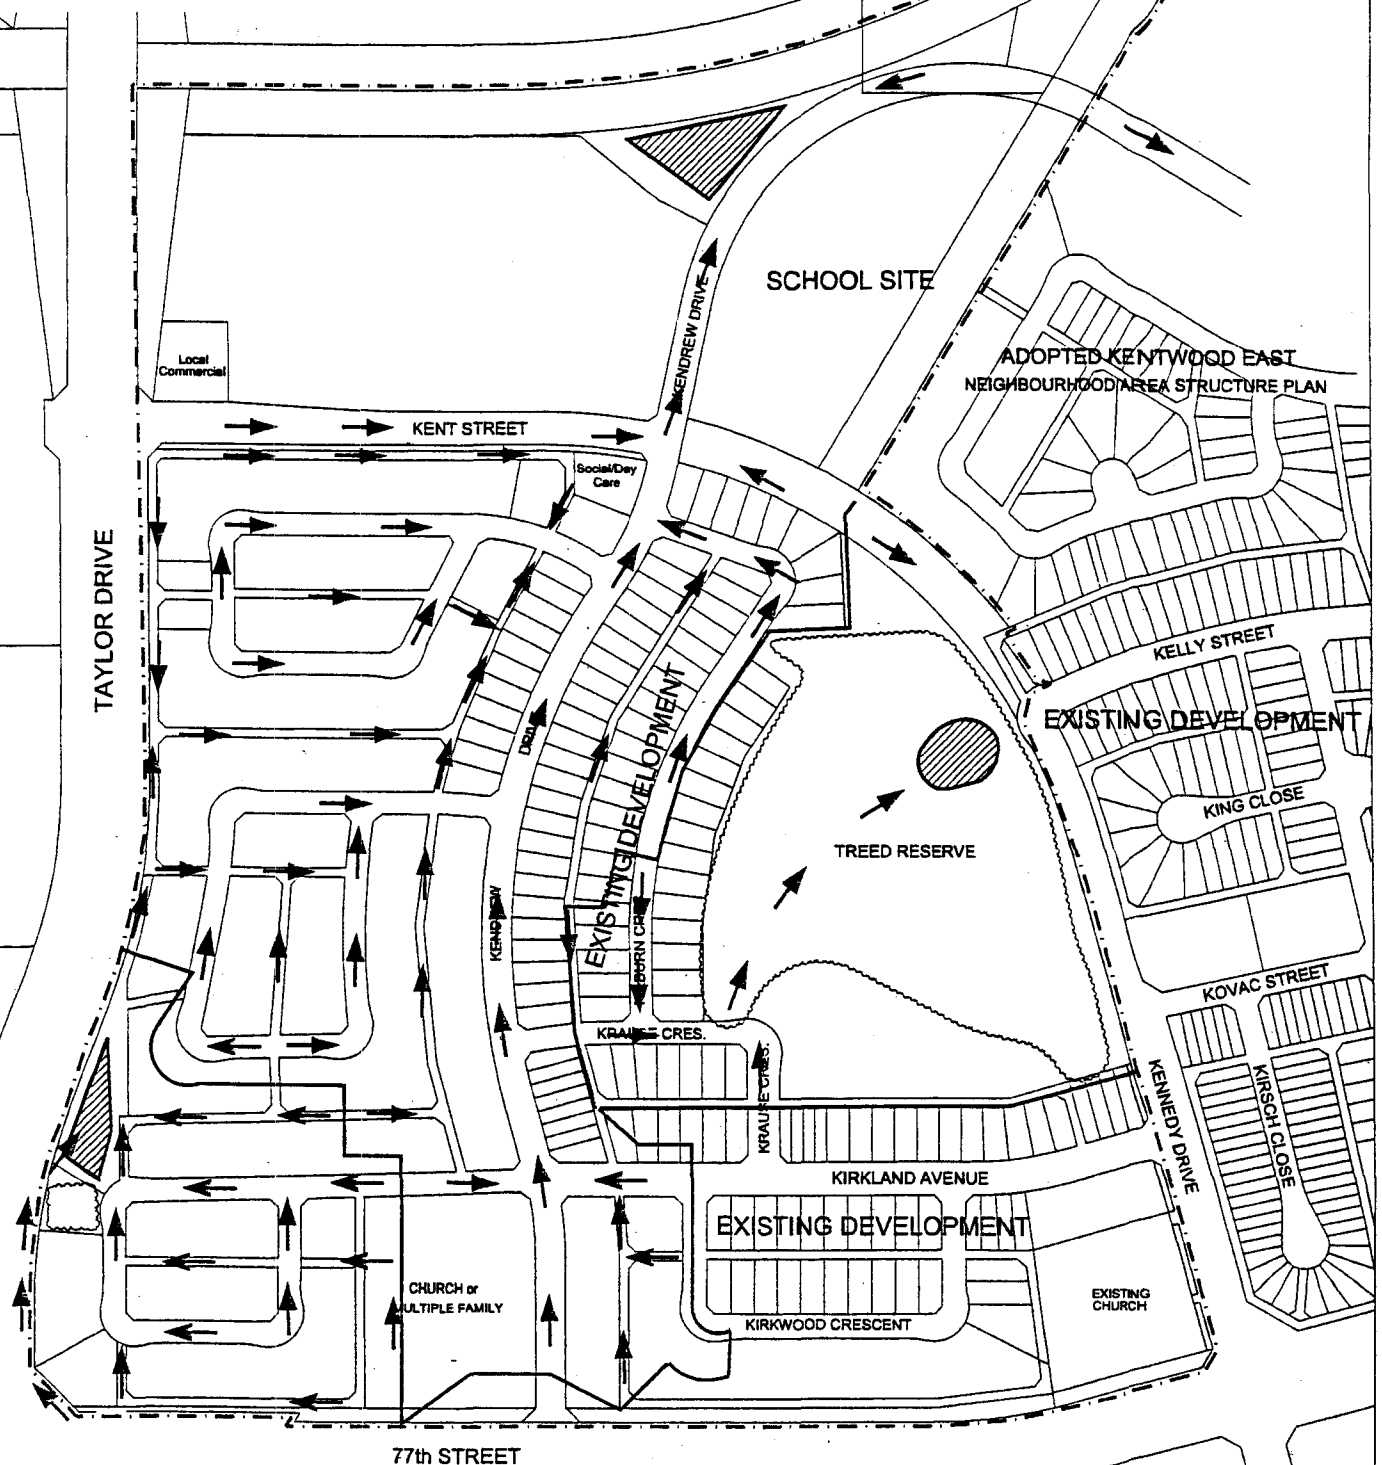 SCHOOL SITE
KENDREW DRIVE
Local
Commercial
ADOPTED KENTWOOD EAST
NEIGHBOURHOOD AREA STRUCTURE PLAN
KENT STREET
Social/Day
Care
TAYLOR DRIVE
KELLY STREET
EXISTING DEVELOPMENT
EXISTING DEVELOPMENT
KENDREW
KING CLOSE
TREED RESERVE
KOVAC STREET
KRAUSE CRES.
KRAUSE CRES.
KENNEDY DRIVE
KIRSCH CLOSE
KIRKLAND AVENUE
EXISTING DEVELOPMENT
CHURCH or
MULTIPLE FAMILY
EXISTING
CHURCH
KIRKWOOD CRESCENT
77th STREET